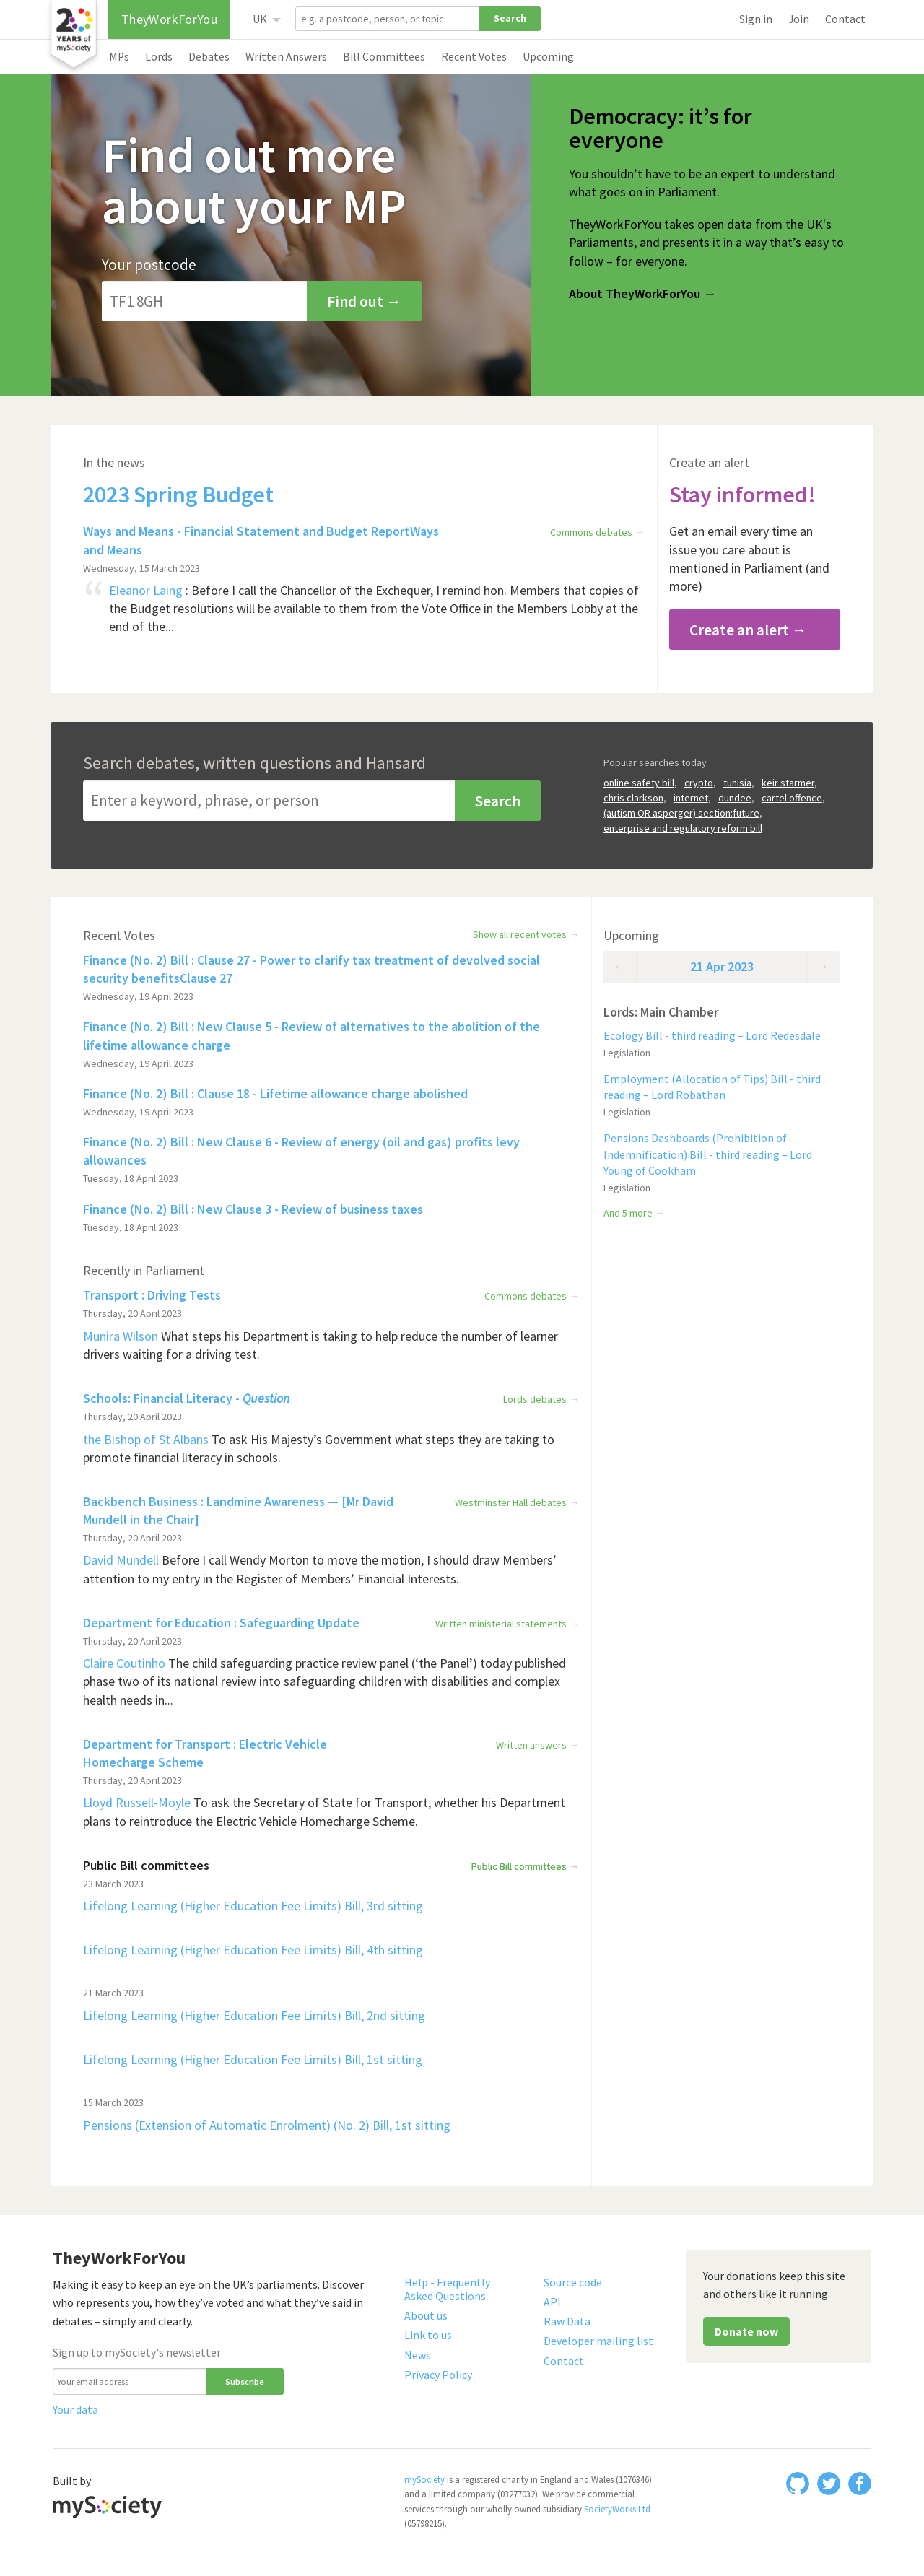 20
YEARS of
mySociety
TheyWorkForYou
UK
e.g. a postcode, person, or topic
Search
Sign in
Join
Contact
MPs
Lords
Debates
Written Answers
Bill Committees
Recent Votes
Upcoming
Find out more
about your MP
Your postcode
TF1 8GH
Find out →
Democracy: it’s for
everyone
You shouldn’t have to be an expert to understand
what goes on in Parliament.
TheyWorkForYou takes open data from the UK's
Parliaments, and presents it in a way that’s easy to
follow – for everyone.
About TheyWorkForYou →
In the news
2023 Spring Budget
Ways and Means - Financial Statement and Budget ReportWays
and Means
Commons debates →
Wednesday, 15 March 2023
“
Eleanor Laing : Before I call the Chancellor of the Exchequer, I remind hon. Members that copies of
the Budget resolutions will be available to them from the Vote Office in the Members Lobby at the
end of the...
Create an alert
Stay informed!
Get an email every time an
issue you care about is
mentioned in Parliament (and
more)
Create an alert →
Search debates, written questions and Hansard
Enter a keyword, phrase, or person
Search
Popular searches today
online safety bill, crypto, tunisia, keir starmer,
chris clarkson, internet, dundee, cartel offence,
(autism OR asperger) section:future,
enterprise and regulatory reform bill
Recent Votes
Show all recent votes →
Finance (No. 2) Bill : Clause 27 - Power to clarify tax treatment of devolved social
security benefitsClause 27
Wednesday, 19 April 2023
Finance (No. 2) Bill : New Clause 5 - Review of alternatives to the abolition of the
lifetime allowance charge
Wednesday, 19 April 2023
Finance (No. 2) Bill : Clause 18 - Lifetime allowance charge abolished
Wednesday, 19 April 2023
Finance (No. 2) Bill : New Clause 6 - Review of energy (oil and gas) profits levy
allowances
Tuesday, 18 April 2023
Finance (No. 2) Bill : New Clause 3 - Review of business taxes
Tuesday, 18 April 2023
Recently in Parliament
Transport : Driving Tests
Commons debates →
Thursday, 20 April 2023
Munira Wilson What steps his Department is taking to help reduce the number of learner
drivers waiting for a driving test.
Schools: Financial Literacy - Question
Lords debates →
Thursday, 20 April 2023
the Bishop of St Albans To ask His Majesty’s Government what steps they are taking to
promote financial literacy in schools.
Backbench Business : Landmine Awareness — [Mr David
Mundell in the Chair]
Westminster Hall debates →
Thursday, 20 April 2023
David Mundell Before I call Wendy Morton to move the motion, I should draw Members’
attention to my entry in the Register of Members’ Financial Interests.
Department for Education : Safeguarding Update
Written ministerial statements →
Thursday, 20 April 2023
Claire Coutinho The child safeguarding practice review panel (‘the Panel’) today published
phase two of its national review into safeguarding children with disabilities and complex
health needs in...
Department for Transport : Electric Vehicle
Homecharge Scheme
Written answers →
Thursday, 20 April 2023
Lloyd Russell-Moyle To ask the Secretary of State for Transport, whether his Department
plans to reintroduce the Electric Vehicle Homecharge Scheme.
Public Bill committees
Public Bill committees →
23 March 2023
Lifelong Learning (Higher Education Fee Limits) Bill, 3rd sitting
Lifelong Learning (Higher Education Fee Limits) Bill, 4th sitting
21 March 2023
Lifelong Learning (Higher Education Fee Limits) Bill, 2nd sitting
Lifelong Learning (Higher Education Fee Limits) Bill, 1st sitting
15 March 2023
Pensions (Extension of Automatic Enrolment) (No. 2) Bill, 1st sitting
Upcoming
← 21 Apr 2023 →
Lords: Main Chamber
Ecology Bill - third reading – Lord Redesdale
Legislation
Employment (Allocation of Tips) Bill - third
reading – Lord Robathan
Legislation
Pensions Dashboards (Prohibition of
Indemnification) Bill - third reading – Lord
Young of Cookham
Legislation
And 5 more →
TheyWorkForYou
Making it easy to keep an eye on the UK’s parliaments. Discover
who represents you, how they’ve voted and what they’ve said in
debates – simply and clearly.
Sign up to mySociety's newsletter
Your email address
Subscribe
Your data
Help - Frequently
Asked Questions
About us
Link to us
News
Privacy Policy
Source code
API
Raw Data
Developer mailing list
Contact
Your donations keep this site
and others like it running
Donate now
Built by
mySociety
mySociety is a registered charity in England and Wales (1076346)
and a limited company (03277032). We provide commercial
services through our wholly owned subsidiary SocietyWorks Ltd
(05798215).